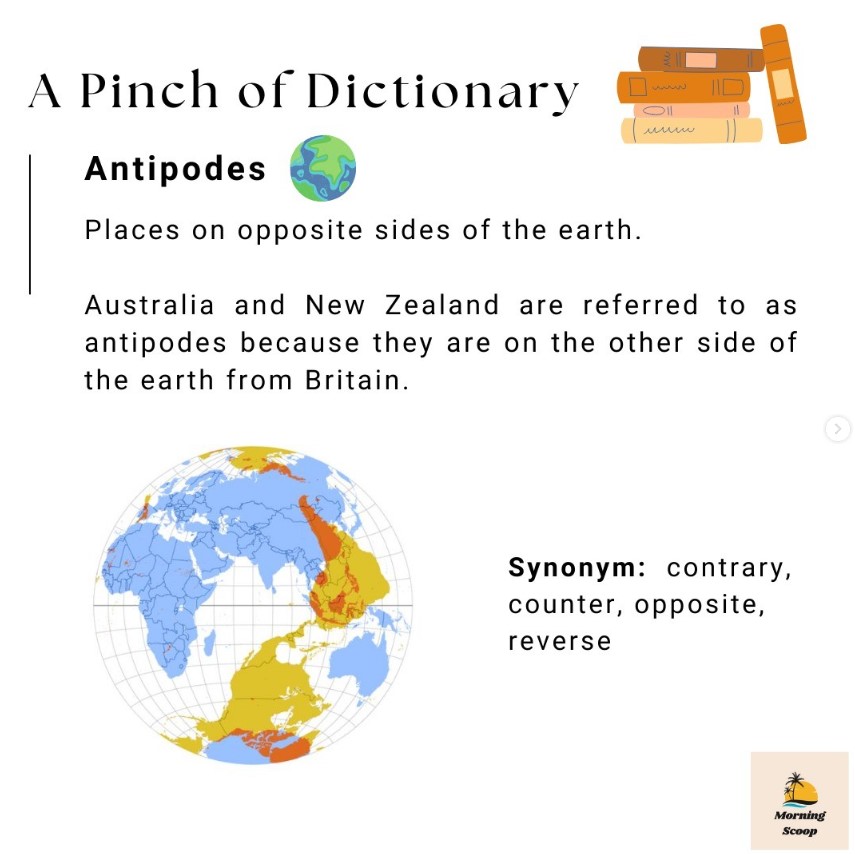 A Pinch of Dictionary
Antipodes
Places on opposite sides of the earth.
Australia and New Zealand are referred to as
antipodes because they are on the other side of
the earth from Britain.
Synonym: contrary,
counter, opposite,
reverse
Morning
Scoop